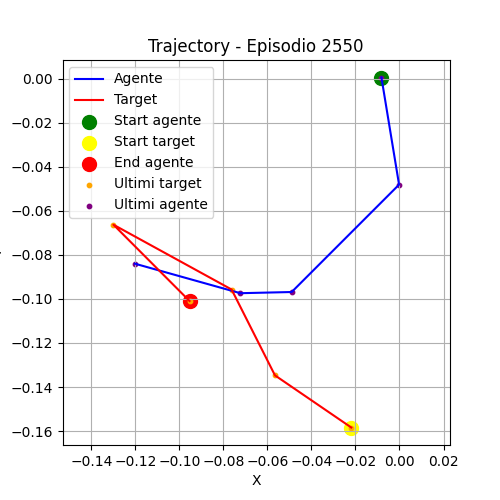 Trajectory - Episodio 2550
0.00
−0.02
−0.04
−0.06
−0.08
−0.10
−0.12
−0.14
−0.16
Agente
Target
Start agente
Start target
End agente
Ultimi target
Ultimi agente
−0.14 −0.12 −0.10 −0.08 −0.06 −0.04 −0.02 0.00 0.02
X